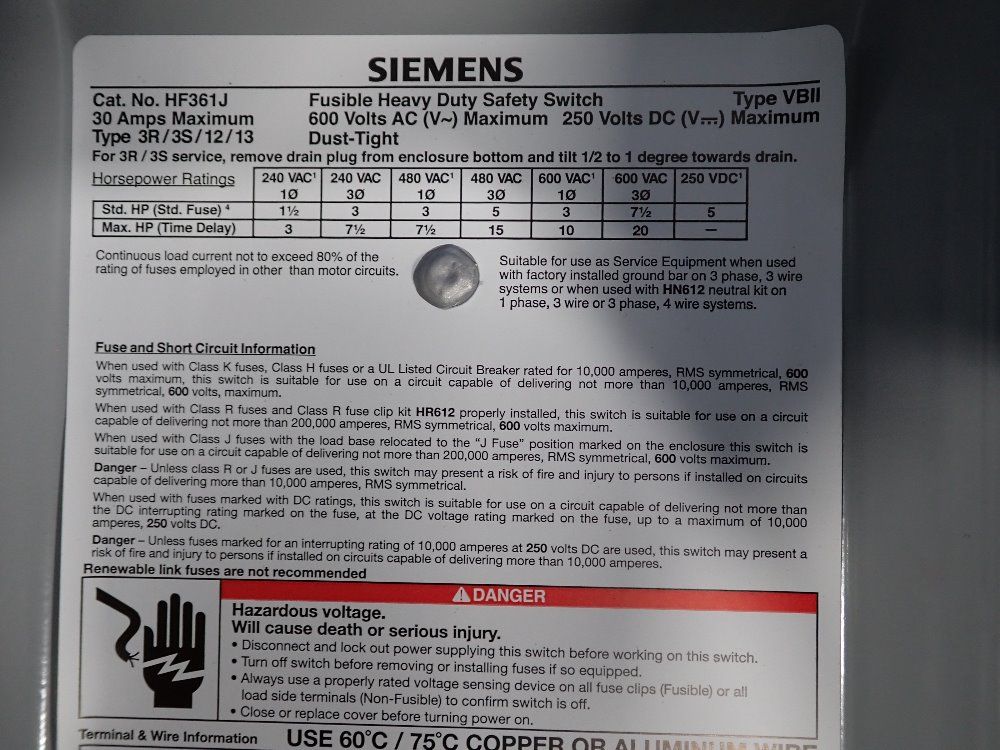 SIEMENS
Cat. No. HF361J Fusible Heavy Duty Safety Switch Type VBII
30 Amps Maximum 600 Volts AC (V~) Maximum 250 Volts DC (V⎓) Maximum
Type 3R/3S/12/13 Dust-Tight
For 3R/3S service, remove drain plug from enclosure bottom and tilt 1/2 to 1 degree towards drain.
Horsepower Ratings 240 VAC¹ 240 VAC 480 VAC¹ 480 VAC 600 VAC¹ 600 VAC 250 VDC¹
1Ø 3Ø 1Ø 3Ø 1Ø 3Ø
Std. HP (Std. Fuse) ⁴ 1½ 3 3 5 3 7½ 5
Max. HP (Time Delay) 3 7½ 7½ 15 10 20 —
Continuous load current not to exceed 80% of the
rating of fuses employed in other than motor circuits.
Suitable for use as Service Equipment when used
with factory installed ground bar on 3 phase, 3 wire
systems or when used with HN612 neutral kit on
1 phase, 3 wire or 3 phase, 4 wire systems.
Fuse and Short Circuit Information
When used with Class K fuses, Class H fuses or a UL Listed Circuit Breaker rated for 10,000 amperes, RMS symmetrical, 600
volts maximum, this switch is suitable for use on a circuit capable of delivering not more than 10,000 amperes, RMS
symmetrical, 600 volts, maximum.
When used with Class R fuses and Class R fuse clip kit HR612 properly installed, this switch is suitable for use on a circuit
capable of delivering not more than 200,000 amperes, RMS symmetrical, 600 volts maximum.
When used with Class J fuses with the load base relocated to the "J Fuse" position marked on the enclosure this switch is
suitable for use on a circuit capable of delivering not more than 200,000 amperes, RMS symmetrical, 600 volts maximum.
Danger – Unless class R or J fuses are used, this switch may present a risk of fire and injury to persons if installed on circuits
capable of delivering more than 10,000 amperes, RMS symmetrical.
When used with fuses marked with DC ratings, this switch is suitable for use on a circuit capable of delivering not more than
the DC interrupting rating marked on the fuse, at the DC voltage rating marked on the fuse, up to a maximum of 10,000
amperes, 250 volts DC.
Danger – Unless fuses marked for an interrupting rating of 10,000 amperes at 250 volts DC are used, this switch may present a
risk of fire and injury to persons if installed on circuits capable of delivering more than 10,000 amperes.
Renewable link fuses are not recommended
DANGER
Hazardous voltage.
Will cause death or serious injury.
• Disconnect and lock out power supplying this switch before working on this switch.
• Turn off switch before removing or installing fuses if so equipped.
• Always use a properly rated voltage sensing device on all fuse clips (Fusible) or all
load side terminals (Non-Fusible) to confirm switch is off.
• Close or replace cover before turning power on.
Terminal & Wire Information USE 60°C / 75°C COPPER OR ALUMINUM WIRE